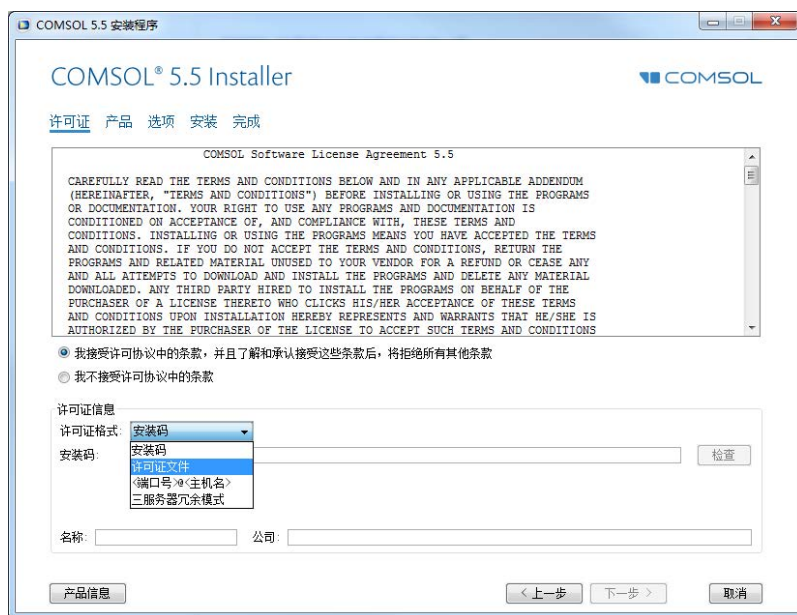 COMSOL 5.5 安装程序
COMSOL® 5.5 Installer
COMSOL
许可证 产品 选项 安装 完成
COMSOL Software License Agreement 5.5
CAREFULLY READ THE TERMS AND CONDITIONS BELOW AND IN ANY APPLICABLE ADDENDUM
(HEREINAFTER, "TERMS AND CONDITIONS") BEFORE INSTALLING OR USING THE PROGRAMS
OR DOCUMENTATION. YOUR RIGHT TO USE ANY PROGRAMS AND DOCUMENTATION IS
CONDITIONED ON ACCEPTANCE OF, AND COMPLIANCE WITH, THESE TERMS AND
CONDITIONS. INSTALLING OR USING THE PROGRAMS MEANS YOU HAVE ACCEPTED THE TERMS
AND CONDITIONS. IF YOU DO NOT ACCEPT THE TERMS AND CONDITIONS, RETURN THE
PROGRAMS AND RELATED MATERIAL UNUSED TO YOUR VENDOR FOR A REFUND OR CEASE ANY
AND ALL ATTEMPTS TO DOWNLOAD AND INSTALL THE PROGRAMS AND DELETE ANY MATERIAL
DOWNLOADED. ANY THIRD PARTY HIRED TO INSTALL THE PROGRAMS ON BEHALF OF THE
PURCHASER OF A LICENSE THERETO WHO CLICKS HIS/HER ACCEPTANCE OF THESE TERMS
AND CONDITIONS UPON INSTALLATION HEREBY REPRESENTS AND WARRANTS THAT HE/SHE IS
AUTHORIZED BY THE PURCHASER OF THE LICENSE TO ACCEPT SUCH TERMS AND CONDITIONS
我接受许可协议中的条款，并且了解和承认接受这些条款后，将拒绝所有其他条款
我不接受许可协议中的条款
许可证信息
许可证格式: 安装码
安装码: 检查
安装码
许可证文件
<端口号>@<主机名>
三服务器冗余模式
名称: 公司:
产品信息 < 上一步 下一步 > 取消